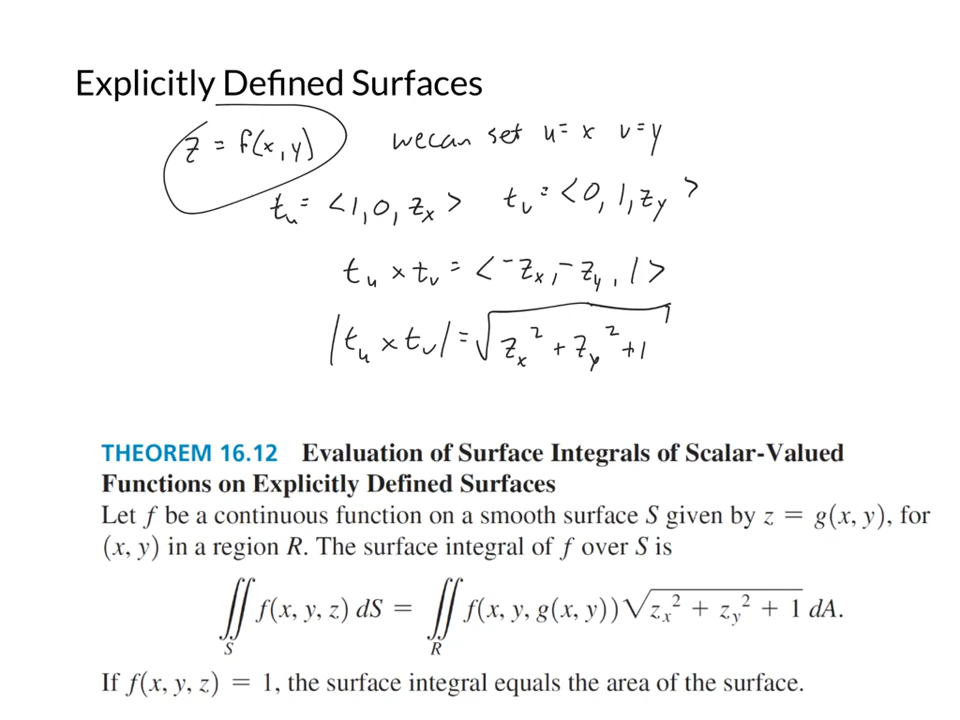 Explicitly Defined Surfaces
z = f(x, y) we can set u = x v = y
t_u = <1, 0, z_x> t_v = <0, 1, z_y>
t_u × t_v = <-z_x, -z_y, 1>
|t_u × t_v| = √(z_x² + z_y² + 1)
THEOREM 16.12 Evaluation of Surface Integrals of Scalar-Valued
Functions on Explicitly Defined Surfaces
Let f be a continuous function on a smooth surface S given by z = g(x, y), for
(x, y) in a region R. The surface integral of f over S is
∬_S f(x, y, z) dS = ∬_R f(x, y, g(x, y))√(z_x² + z_y² + 1) dA.
If f(x, y, z) = 1, the surface integral equals the area of the surface.